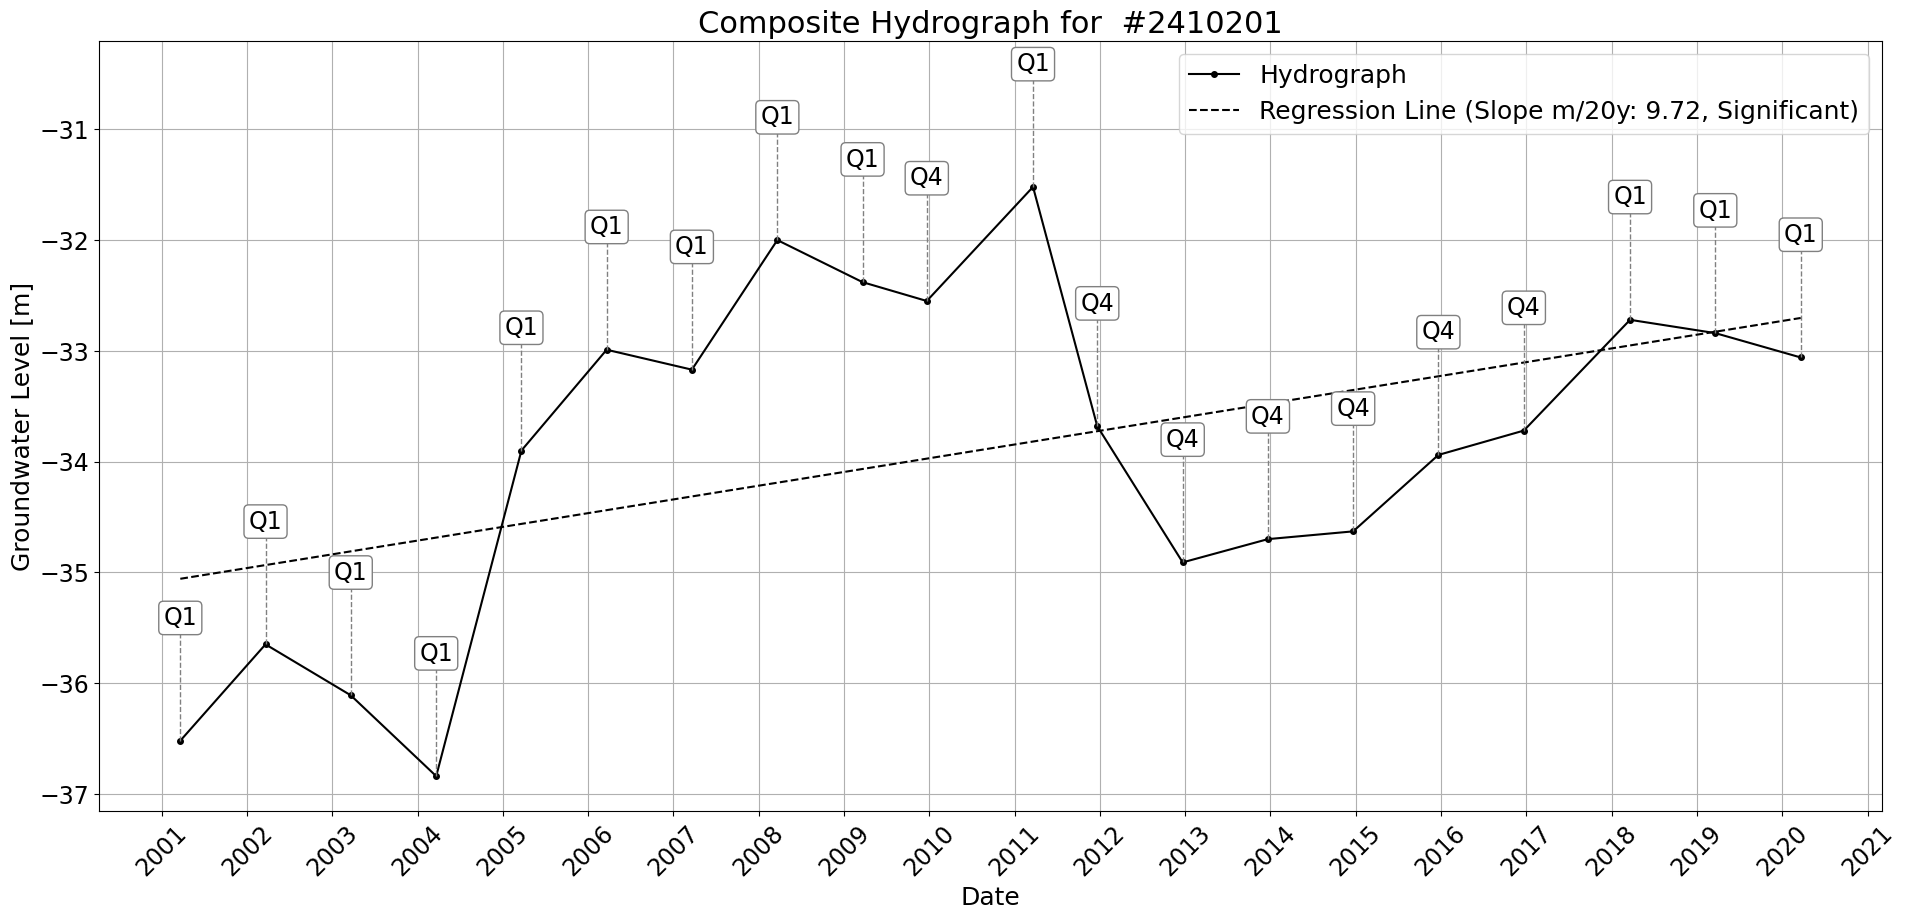 Composite Hydrograph for  #2410201
Hydrograph
Regression Line (Slope m/20y: 9.72, Significant)
Groundwater Level [m]
−31
−32
−33
−34
−35
−36
−37
Q1
Q1
Q1
Q1
Q1
Q1
Q1
Q1
Q1
Q4
Q1
Q4
Q4
Q4
Q4
Q4
Q4
Q1
Q1
Q1
2001
2002
2003
2004
2005
2006
2007
2008
2009
2010
2011
2012
2013
2014
2015
2016
2017
2018
2019
2020
2021
Date